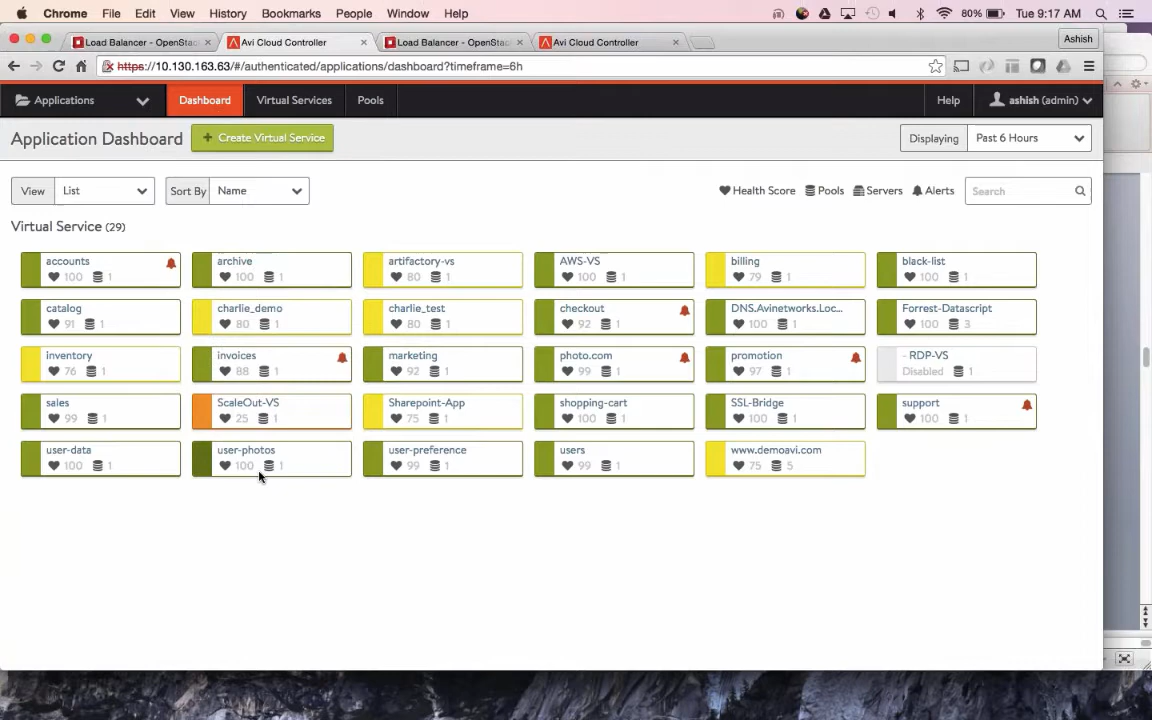 Chrome File Edit View History Bookmarks People Window Help 80% Tue 9:17 AM
Load Balancer - OpenStac Avi Cloud Controller Load Balancer - OpenStac Avi Cloud Controller Ashish
https://10.130.163.63/#/authenticated/applications/dashboard?timeframe=6h
Applications Dashboard Virtual Services Pools Help ashish (admin)
Application Dashboard + Create Virtual Service Displaying Past 6 Hours
View List Sort By Name Health Score Pools Servers Alerts Search
Virtual Service (29)
accounts archive artifactory-vs AWS-VS billing black-list
100 1 100 1 80 1 100 1 79 1 100 1
catalog charlie_demo charlie_test checkout DNS.Avinetworks.Loc... Forrest-Datascript
91 1 80 1 80 1 92 1 100 1 100 3
inventory invoices marketing photo.com promotion - RDP-VS
76 1 88 1 92 1 99 1 97 1 Disabled 1
sales ScaleOut-VS Sharepoint-App shopping-cart SSL-Bridge support
99 1 25 1 75 1 100 1 100 1 100 1
user-data user-photos user-preference users www.demoavi.com
100 1 100 1 99 1 99 1 75 5